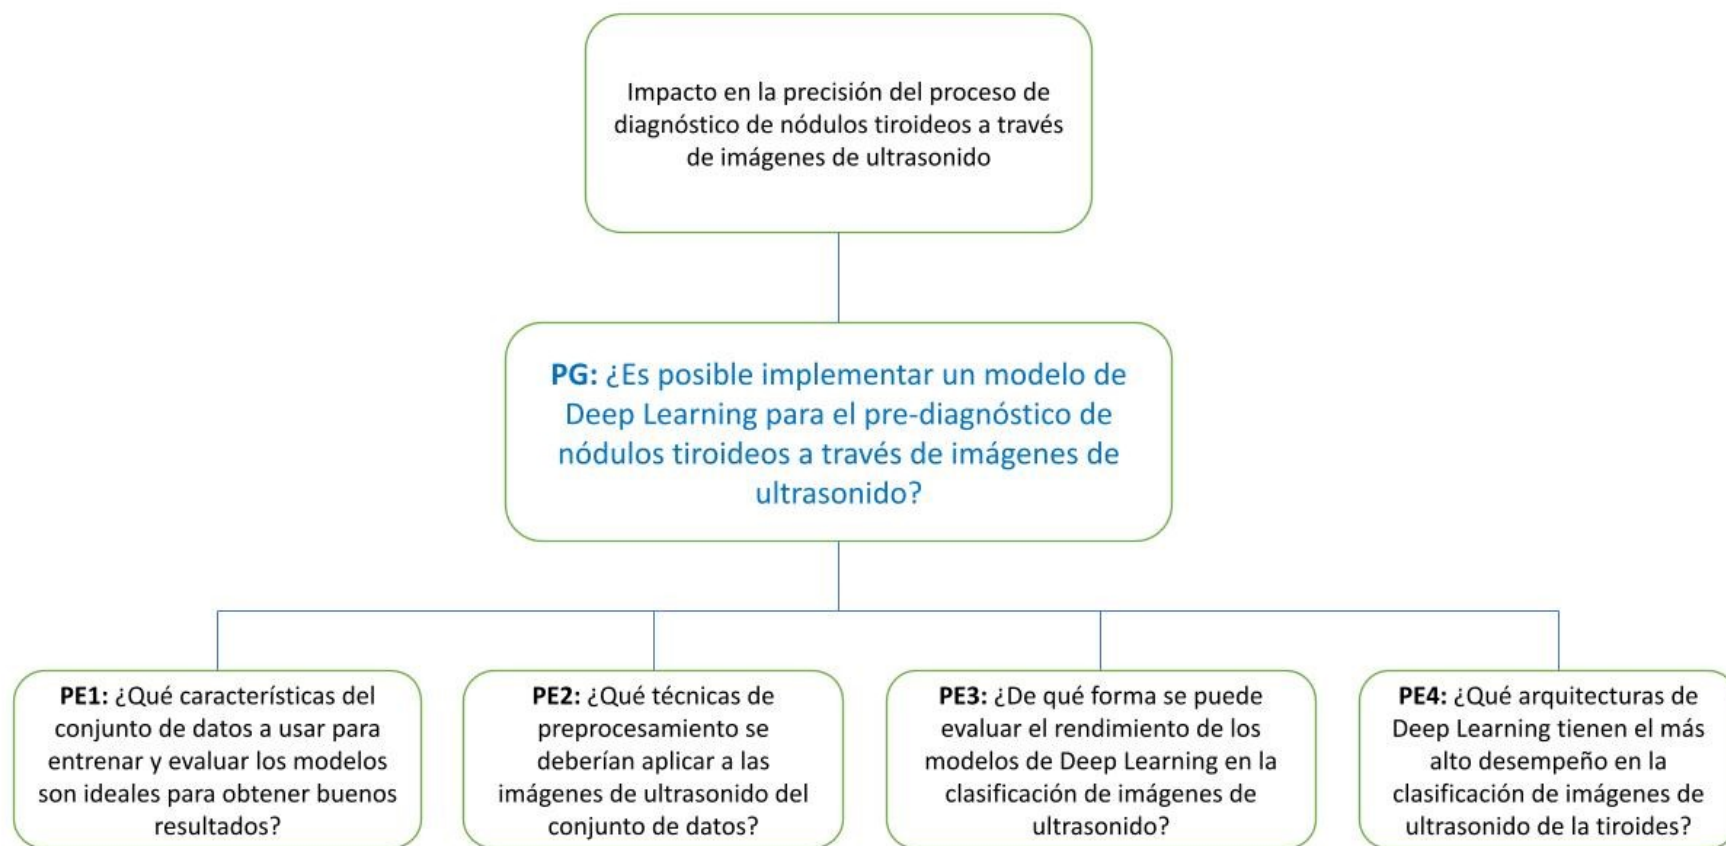 Impacto en la precisión del proceso de
diagnóstico de nódulos tiroideos a través
de imágenes de ultrasonido
PG: ¿Es posible implementar un modelo de
Deep Learning para el pre-diagnóstico de
nódulos tiroideos a través de imágenes de
ultrasonido?
PE1: ¿Qué características del
conjunto de datos a usar para
entrenar y evaluar los modelos
son ideales para obtener buenos
resultados?
PE2: ¿Qué técnicas de
preprocesamiento se
deberían aplicar a las
imágenes de ultrasonido del
conjunto de datos?
PE3: ¿De qué forma se puede
evaluar el rendimiento de los
modelos de Deep Learning en la
clasificación de imágenes de
ultrasonido?
PE4: ¿Qué arquitecturas de
Deep Learning tienen el más
alto desempeño en la
clasificación de imágenes de
ultrasonido de la tiroides?